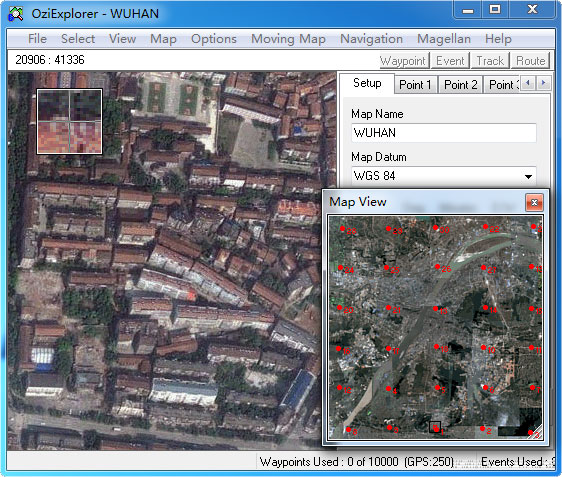 OziExplorer - WUHAN
File Select View Map Options Moving Map Navigation Magellan Help
20906 : 41336
Waypoint Event Track Route
Setup Point 1 Point 2 Point
Map Name
WUHAN
Map Datum
WGS 84
Map View
Waypoints Used : 0 of 10000 (GPS:250) Events Used :